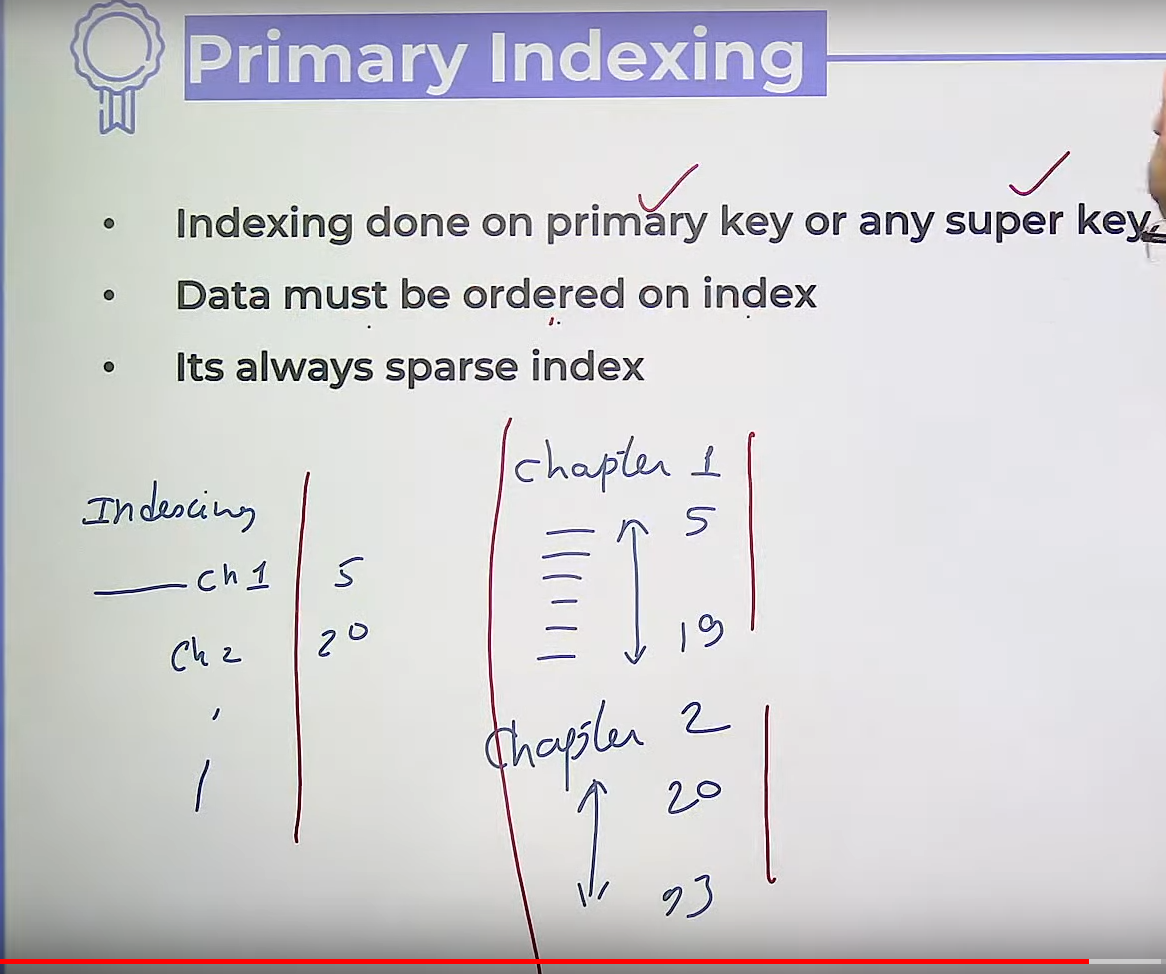 Primary Indexing
• Indexing done on primary key or any super key
• Data must be ordered on index
• Its always sparse index
Indexing
ch 1 5
Ch 2 20
Chapter 1
5
19
Chapter 2
20
93